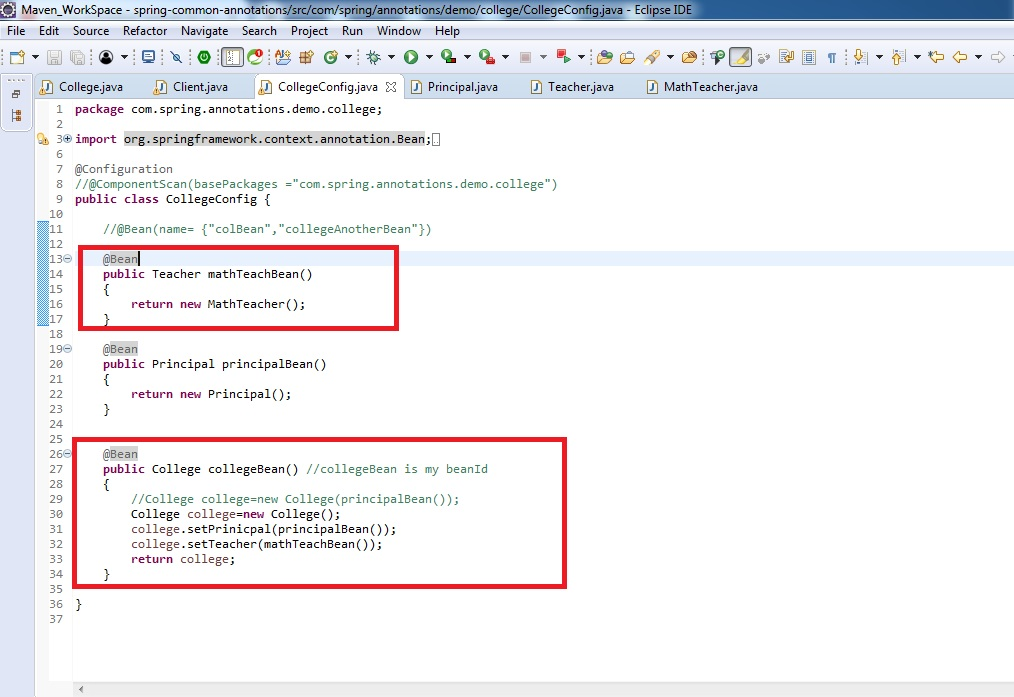 Maven_WorkSpace - spring-common-annotations/src/com/spring/annotations/demo/college/CollegeConfig.java - Eclipse IDE
File Edit Source Refactor Navigate Search Project Run Window Help
College.java Client.java CollegeConfig.java Principal.java Teacher.java MathTeacher.java
1 package com.spring.annotations.demo.college;
2
3 import org.springframework.context.annotation.Bean;
6
7 @Configuration
8 //@ComponentScan(basePackages ="com.spring.annotations.demo.college")
9 public class CollegeConfig {
10
11 //@Bean(name= {"colBean","collegeAnotherBean"})
12
13 @Bean
14 public Teacher mathTeachBean()
15 {
16 return new MathTeacher();
17 }
18
19 @Bean
20 public Principal principalBean()
21 {
22 return new Principal();
23 }
24
25
26 @Bean
27 public College collegeBean() //collegeBean is my beanId
28 {
29 //College college=new College(principalBean());
30 College college=new College();
31 college.setPrinicpal(principalBean());
32 college.setTeacher(mathTeachBean());
33 return college;
34 }
35
36 }
37